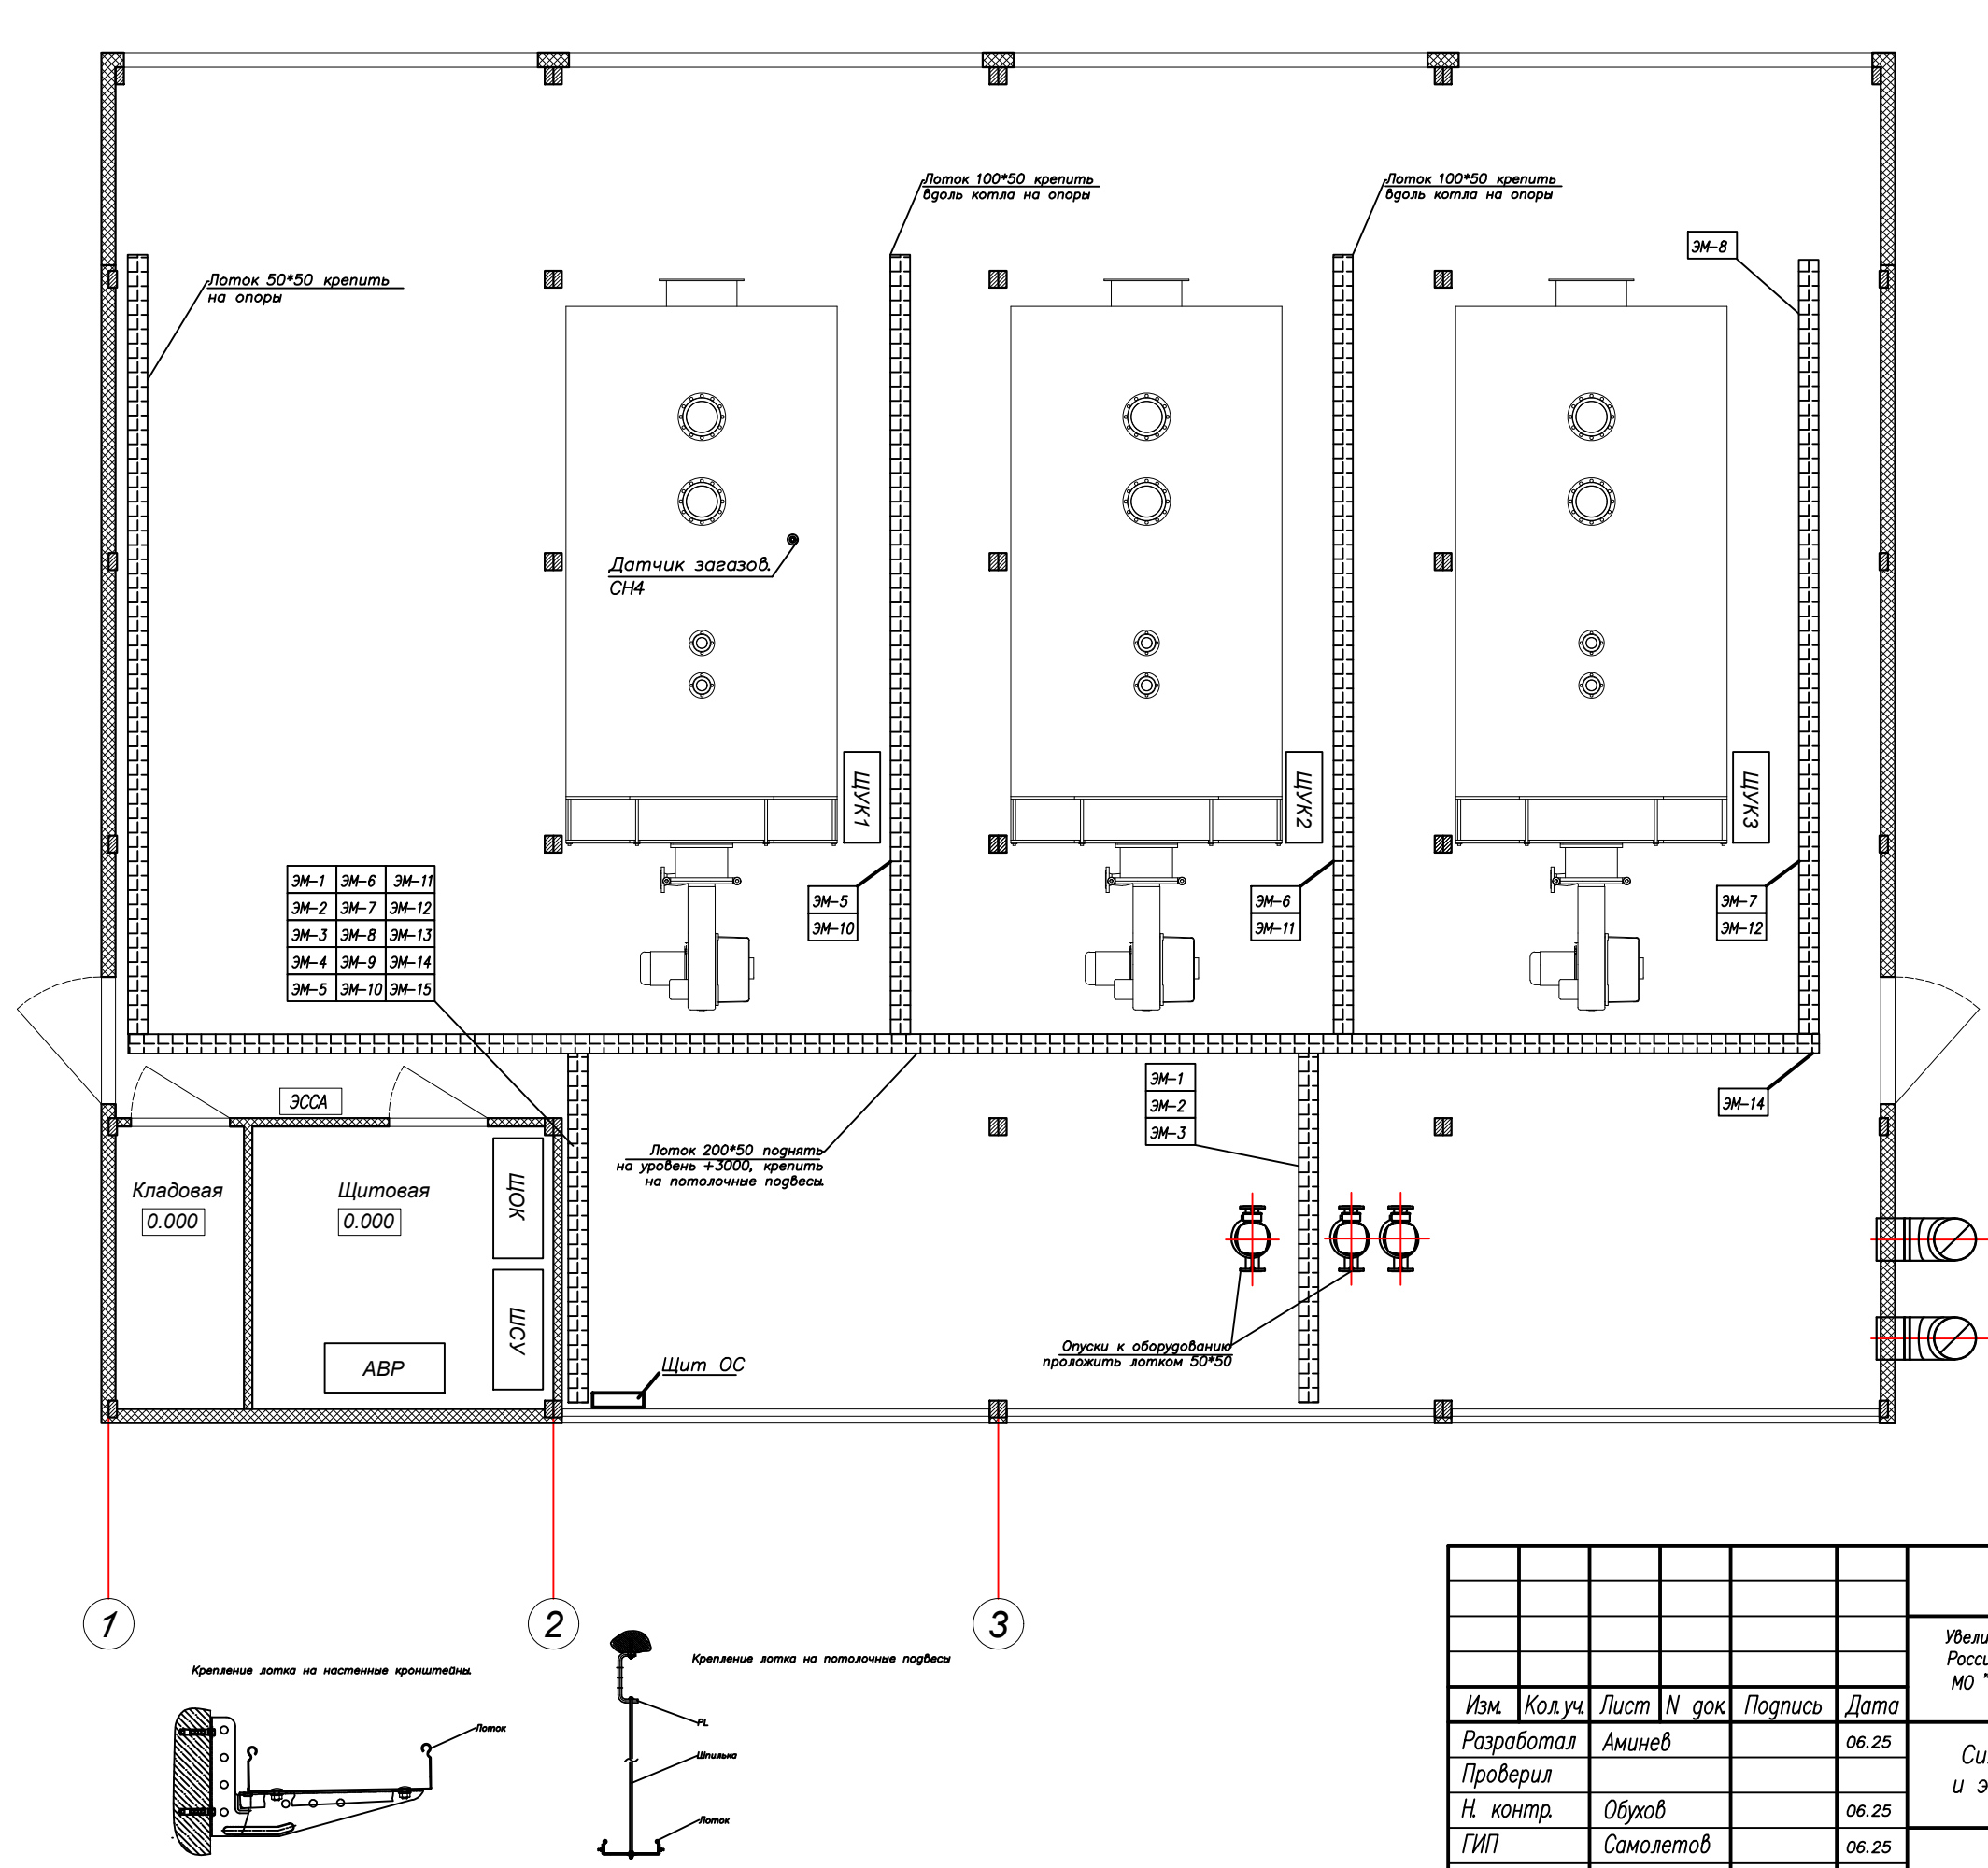 Лоток 100*50 крепить
вдоль котла на опоры
Лоток 100*50 крепить
вдоль котла на опоры
ЭМ-8
Лоток 50*50 крепить
на опоры
Датчик загазов.
СН4
ЩУК1
ЩУК2
ЩУК3
ЭМ-1 ЭМ-6 ЭМ-11
ЭМ-2 ЭМ-7 ЭМ-12
ЭМ-3 ЭМ-8 ЭМ-13
ЭМ-4 ЭМ-9 ЭМ-14
ЭМ-5 ЭМ-10 ЭМ-15
ЭМ-5
ЭМ-10
ЭМ-6
ЭМ-11
ЭМ-7
ЭМ-12
ЭССА
ЭМ-1
ЭМ-2
ЭМ-3
ЭМ-14
Лоток 200*50 поднять
на уровень +3000, крепить
на потолочные подвесы.
Кладовая
0.000
Щитовая
0.000
ЩОК
ШСУ
АВР
Щит ОС
Опуски к оборудованию
проложить лотком 50*50
1
2
3
Крепление лотка на настенные кронштейны.
Лоток
Крепление лотка на потолочные подвесы
PL
Шпилька
Лоток
Изм. Кол.уч. Лист N док. Подпись Дата
Разработал Аминев 06.25
Проверил
Н. контр. Обухов 06.25
ГИП Самолетов 06.25
МО "
и э